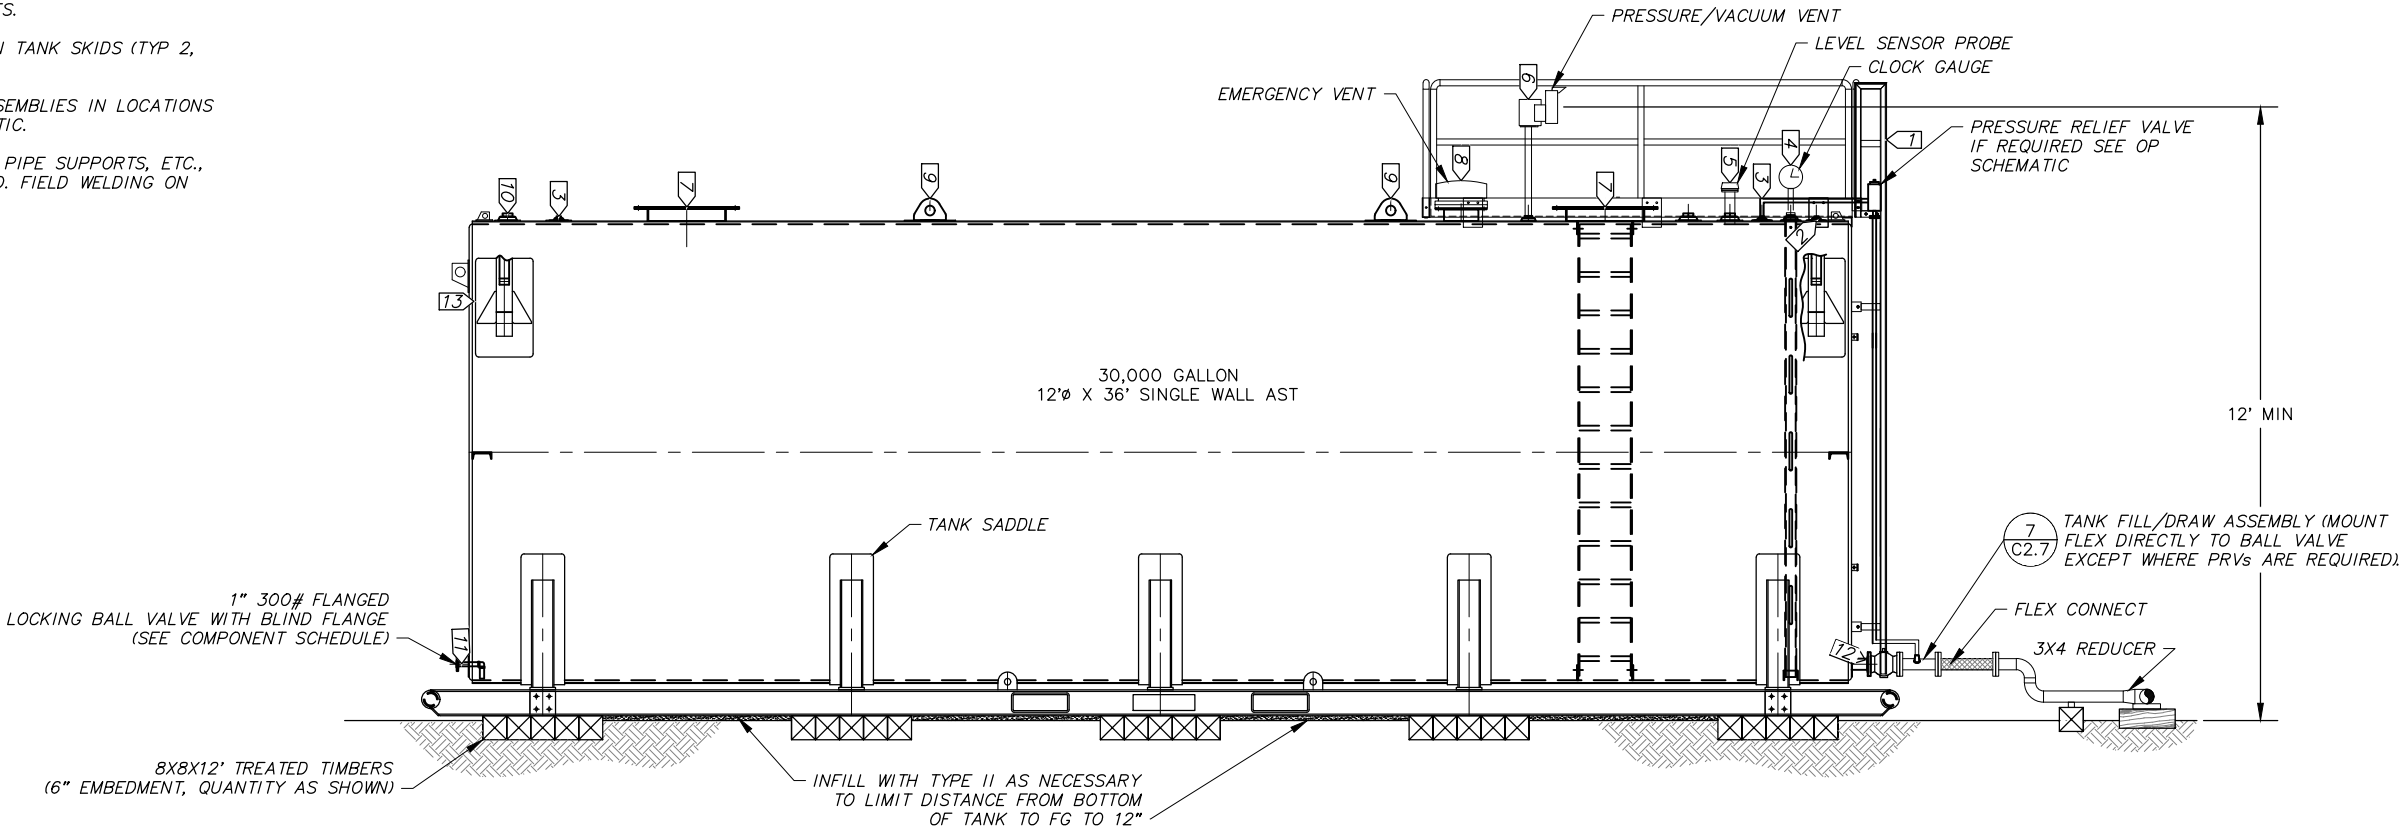 TS.
N TANK SKIDS (TYP 2,
SEMBLIES IN LOCATIONS
TIC.
PIPE SUPPORTS, ETC.,
D. FIELD WELDING ON
PRESSURE/VACUUM VENT
LEVEL SENSOR PROBE
CLOCK GAUGE
EMERGENCY VENT
PRESSURE RELIEF VALVE
IF REQUIRED SEE OP
SCHEMATIC
1
6
4
8
5
3
10
3
7
9
9
7
2
13
30,000 GALLON
12'ø X 36' SINGLE WALL AST
12' MIN
TANK SADDLE
7
C2.7
TANK FILL/DRAW ASSEMBLY (MOUNT
FLEX DIRECTLY TO BALL VALVE
EXCEPT WHERE PRVs ARE REQUIRED).
1" 300# FLANGED
LOCKING BALL VALVE WITH BLIND FLANGE
(SEE COMPONENT SCHEDULE)
11
12
FLEX CONNECT
3X4 REDUCER
8X8X12' TREATED TIMBERS
(6" EMBEDMENT, QUANTITY AS SHOWN)
INFILL WITH TYPE II AS NECESSARY
TO LIMIT DISTANCE FROM BOTTOM
OF TANK TO FG TO 12"